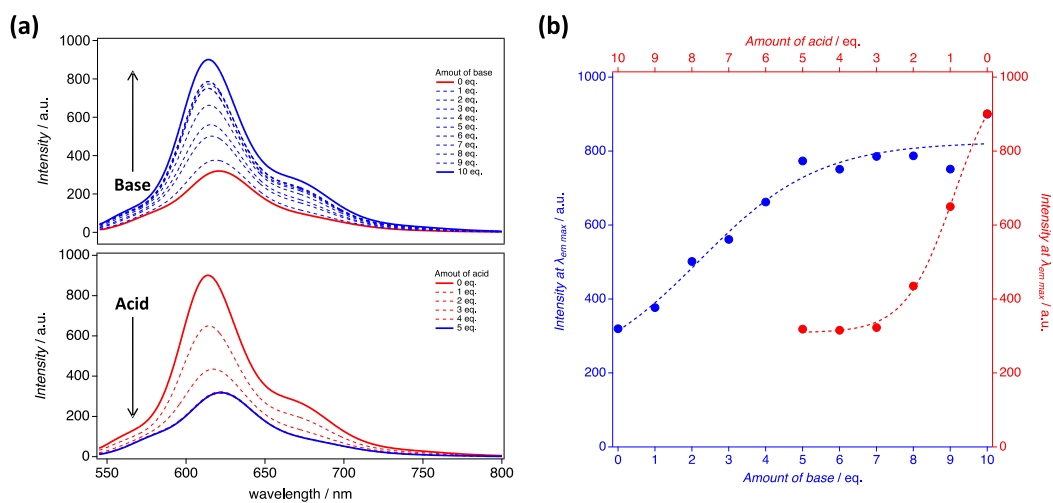 (a)
1000
800
600
400
200
0
Intensity / a.u.
Base
Amout of base
0 eq.
1 eq.
2 eq.
3 eq.
4 eq.
5 eq.
6 eq.
7 eq.
8 eq.
9 eq.
10 eq.
1000
800
600
400
200
0
Intensity / a.u.
Acid
Amout of acid
0 eq.
1 eq.
2 eq.
3 eq.
4 eq.
5 eq.
550 600 650 700 750 800
wavelength / nm
(b)
Amount of acid / eq.
10 9 8 7 6 5 4 3 2 1 0
1000
800
600
400
200
0
Intensity at λem max / a.u.
1000
800
600
400
200
0
Intensity at λem max / a.u.
0 1 2 3 4 5 6 7 8 9 10
Amount of base / eq.